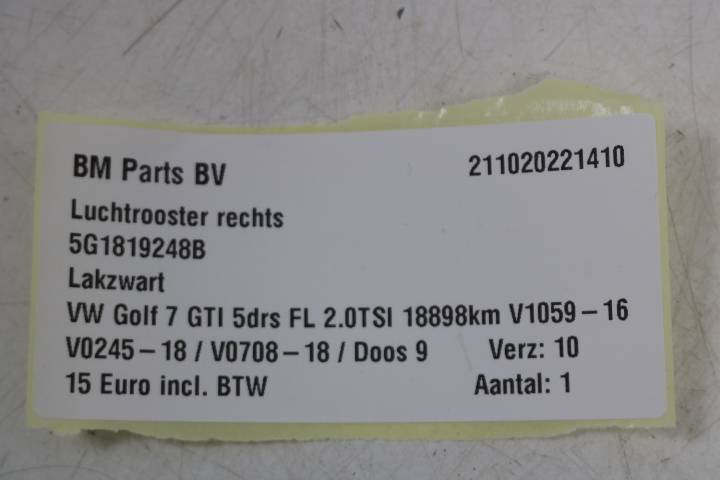 BM Parts BV 211020221410
Luchtrooster rechts
5G1819248B
Lakzwart
VW Golf 7 GTI 5drs FL 2.0TSI 18898km V1059-16
V0245-18 / V0708-18 / Doos 9 Verz: 10
15 Euro incl. BTW Aantal: 1